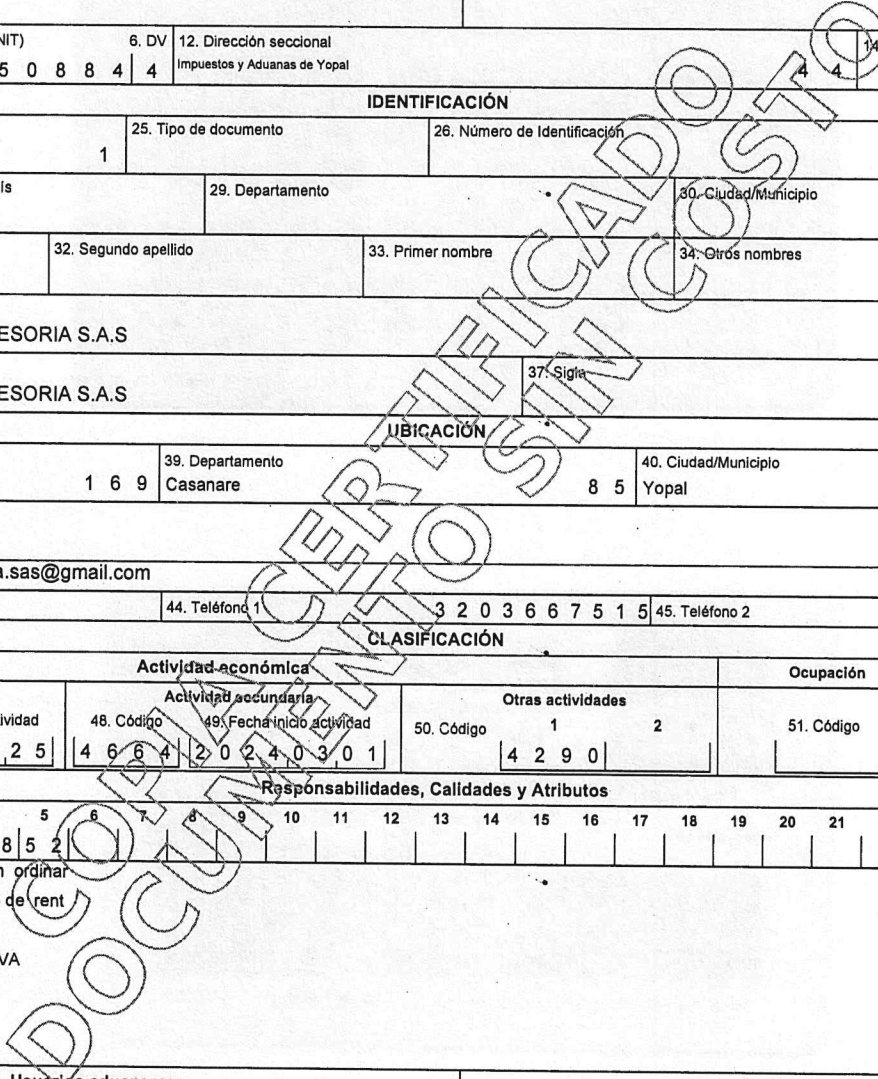 NIT) 6. DV 12. Dirección seccional 14
5 0 8 8 4 4 Impuestos y Aduanas de Yopal 4 4
IDENTIFICACIÓN
25. Tipo de documento 26. Número de Identificación
1
ís 29. Departamento 30. Ciudad/Municipio
32. Segundo apellido 33. Primer nombre 34. Otros nombres
ESORIA S.A.S
37. Sigla
ESORIA S.A.S
UBICACIÓN
39. Departamento 40. Ciudad/Municipio
1 6 9 Casanare 8 5 Yopal
a.sas@gmail.com
44. Teléfono 1 3 2 0 3 6 6 7 5 1 5 45. Teléfono 2
CLASIFICACIÓN
Actividad económica Ocupación
Actividad secundaria Otras actividades
ividad 48. Código 49. Fecha inicio actividad 50. Código 1 2 51. Código
2 5 4 6 6 4 2 0 2 4 0 3 0 1 4 2 9 0
Responsabilidades, Calidades y Atributos
5 6 7 8 9 10 11 12 13 14 15 16 17 18 19 20 21
8 5 2
n ordinar
de rent
VA
COPIA CERTIFICADO
DOCUMENTO SIN COSTO